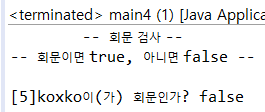 <terminated> main4 (1) [Java Applica
-- 회문 검사 --
-- 회문이면 true, 아니면 false --
[5]koxko이(가) 회문인가? false